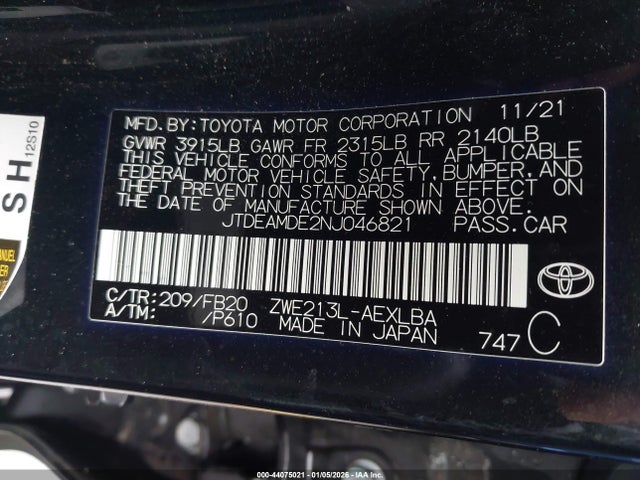 MFD.BY:TOYOTA MOTOR CORPORATION 11/21
GVWR 3915LB GAWR FR 2315LB RR 2140LB
THIS VEHICLE CONFORMS TO ALL APPLICABLE
FEDERAL MOTOR VEHICLE SAFETY,BUMPER,AND
THEFT PREVENTION STANDARDS IN EFFECT ON
THE DATE OF MANUFACTURE SHOWN ABOVE.
JTDEAMDE2NJ046821 PASS.CAR
C/TR:209/FB20 ZWE213L-AEXLBA
A/TM: /P610 MADE IN JAPAN 747 C
SH
12S10
000-44075021 - 01/05/2026 - IAAI.COM